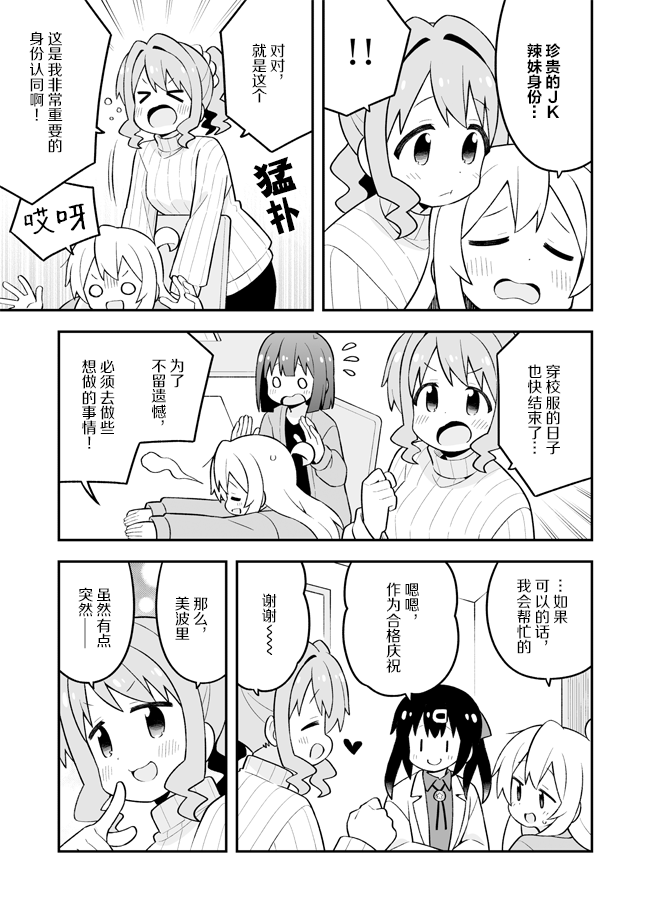 珍贵的JK
辣妹身份…
!!
对对，
就是这个
猛扑
这是我非常重要的
身份认同啊！
哎呀
穿校服的日子
也快结束了…
为了
不留遗憾，
必须去做些
想做的事情！
…如果
可以的话，
我会帮忙的
嗯嗯，
作为合格庆祝
谢谢～～
那么，
美波里
虽然有点
突然——